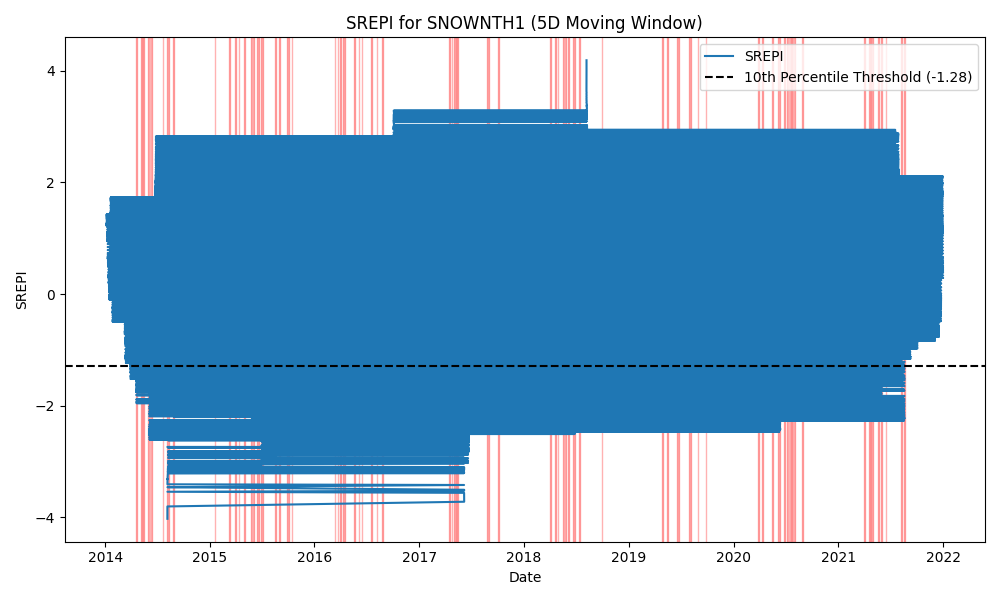 SREPI for SNOWNTH1 (5D Moving Window)
SREPI
10th Percentile Threshold (-1.28)
SREPI
4
2
0
−2
−4
2014 2015 2016 2017 2018 2019 2020 2021 2022
Date